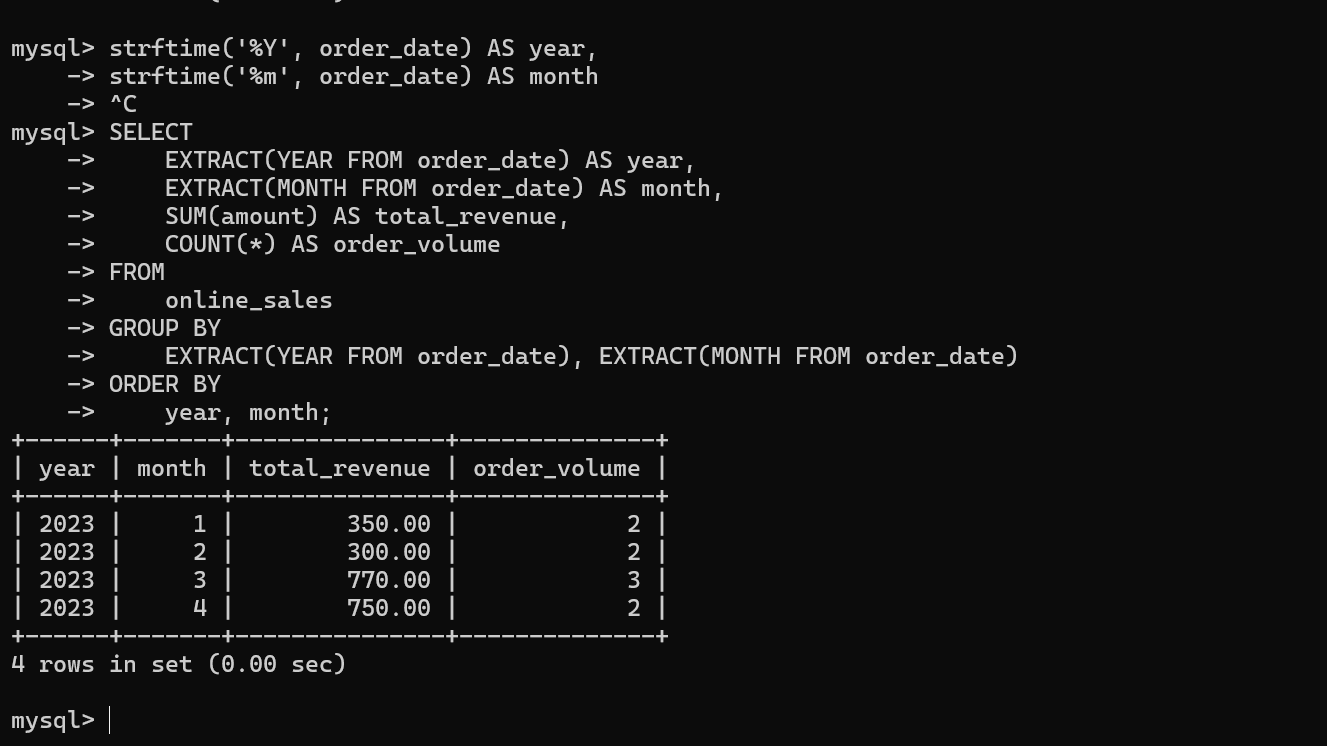 mysql> strftime('%Y', order_date) AS year,
    -> strftime('%m', order_date) AS month
    -> ^C
mysql> SELECT
    ->     EXTRACT(YEAR FROM order_date) AS year,
    ->     EXTRACT(MONTH FROM order_date) AS month,
    ->     SUM(amount) AS total_revenue,
    ->     COUNT(*) AS order_volume
    -> FROM
    ->     online_sales
    -> GROUP BY
    ->     EXTRACT(YEAR FROM order_date), EXTRACT(MONTH FROM order_date)
    -> ORDER BY
    ->     year, month;
+------+-------+---------------+--------------+
| year | month | total_revenue | order_volume |
+------+-------+---------------+--------------+
| 2023 |     1 |        350.00 |            2 |
| 2023 |     2 |        300.00 |            2 |
| 2023 |     3 |        770.00 |            3 |
| 2023 |     4 |        750.00 |            2 |
+------+-------+---------------+--------------+
4 rows in set (0.00 sec)
mysql>